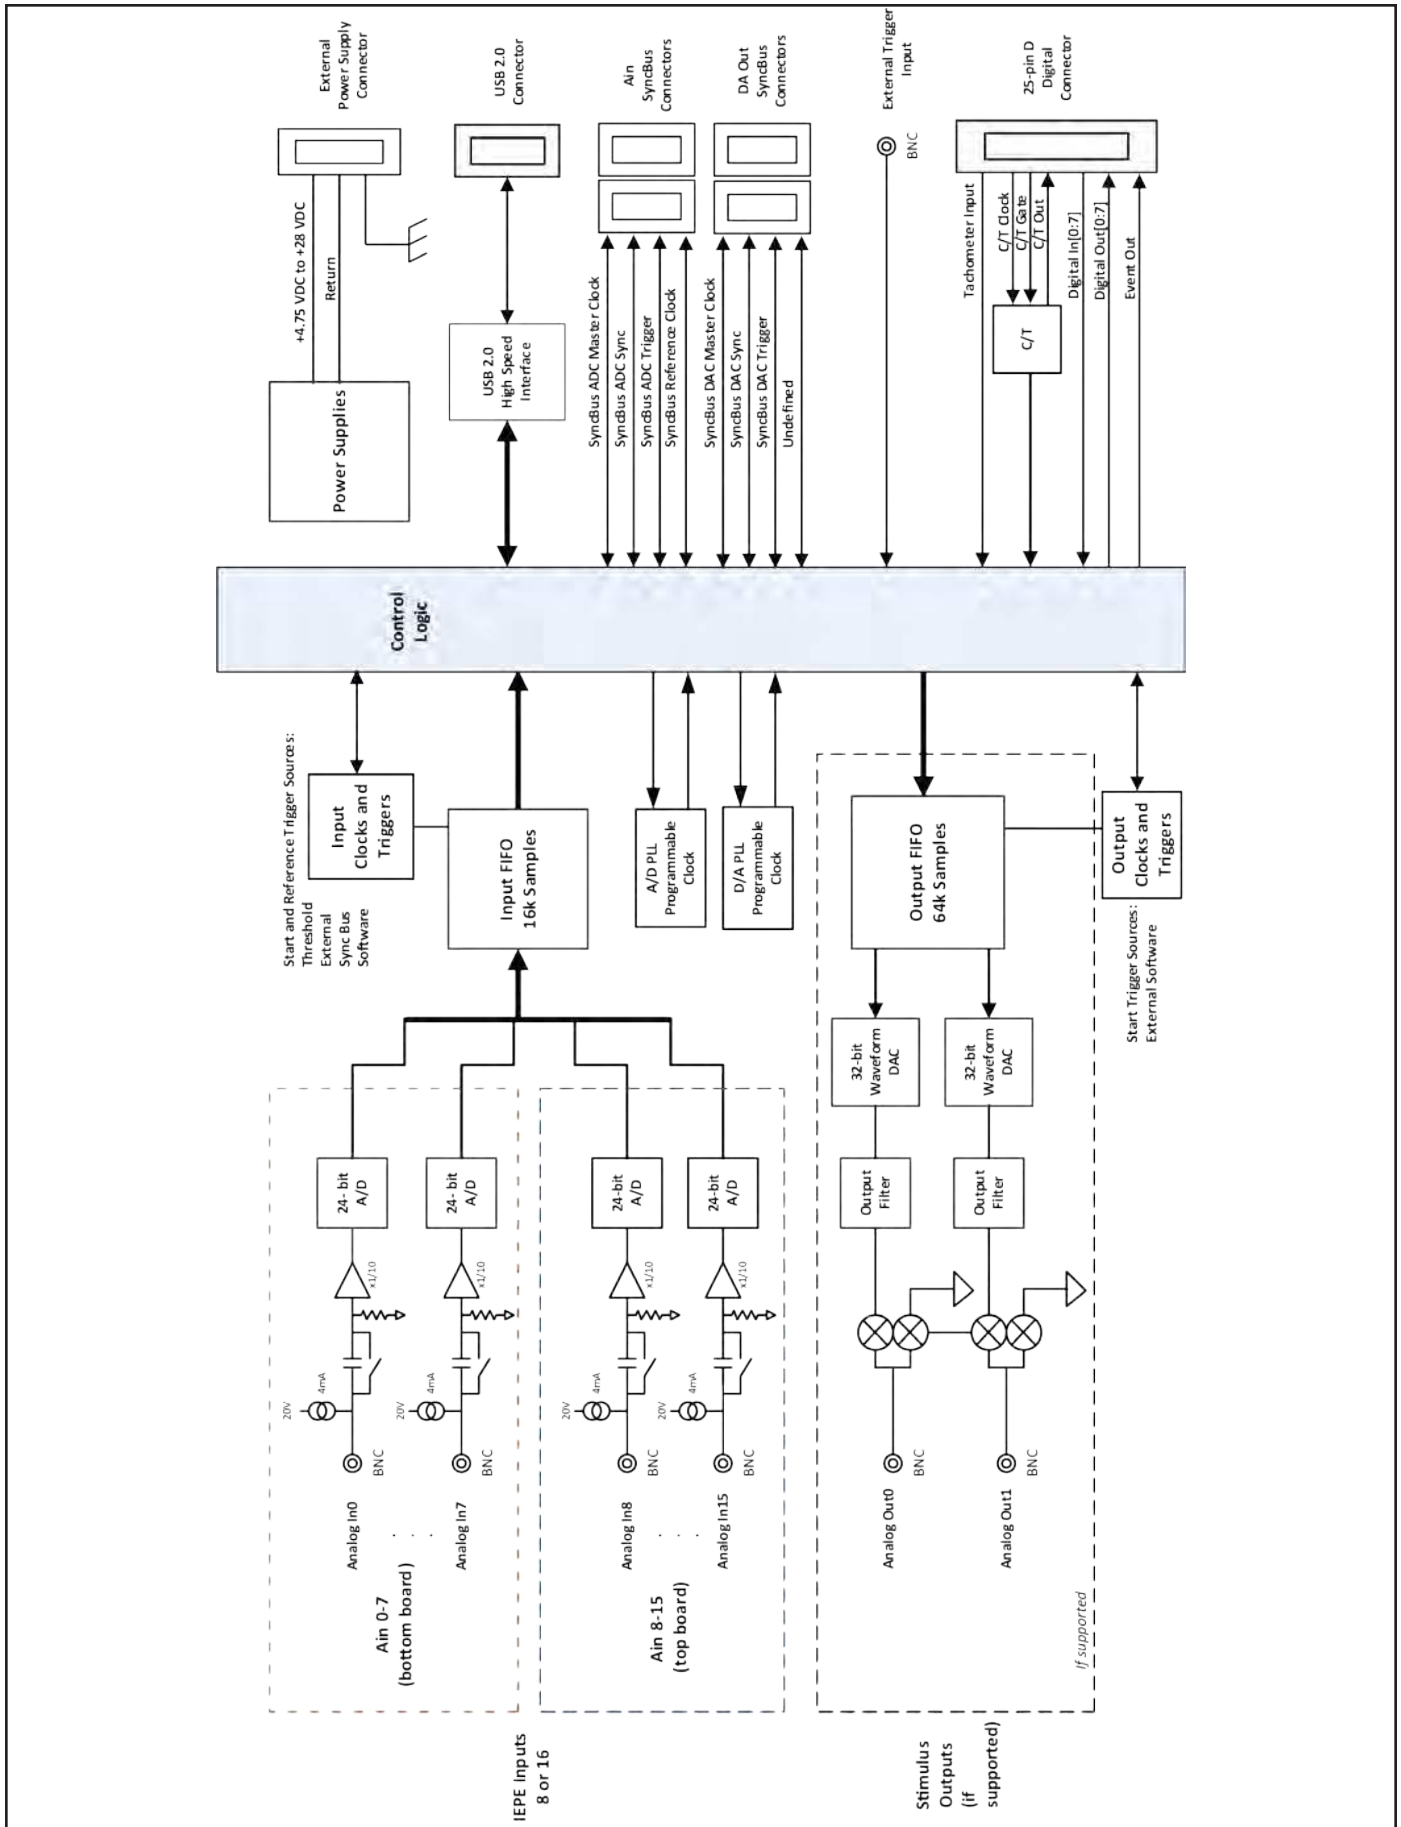 External
Power Supply
Connector
USB 2.0
Connector
Ain
SyncBus
Connectors
DA Out
SyncBus
Connectors
External Trigger
Input
BNC
25-pin D
Digital
Connector
+4.75 VDC to +28 VDC
Return
Power Supplies
USB 2.0
High Speed
Interface
SyncBus ADC Master Clock
SyncBus ADC Sync
SyncBus ADC Trigger
SyncBus Reference Clock
SyncBus DAC Master Clock
SyncBus DAC Sync
SyncBus DAC Trigger
Undefined
Tachometer Input
C/T Clock
C/T Gate
C/T Out
C/T
Digital In[0:7]
Digital Out[0:7]
Event Out
Control
Logic
Start and Reference Trigger Sources:
Threshold
External
Sync Bus
Software
Input
Clocks and
Triggers
Input FIFO
16k Samples
A/D PLL
Programmable
Clock
D/A PLL
Programmable
Clock
Output FIFO
64k Samples
Output
Clocks and
Triggers
Start Trigger Sources:
External Software
24- bit
A/D
24- bit
A/D
24-bit
A/D
24-bit
A/D
32-bit
Waveform
DAC
32-bit
Waveform
DAC
Output
Filter
Output
Filter
x1/10
x1/10
x1/10
x1/10
20V
4mA
20V
4mA
20V
4mA
20V
4mA
BNC
BNC
BNC
BNC
BNC
BNC
Analog In0
.
.
.
Analog In7
Analog In8
.
.
.
Analog In15
Analog Out0
Analog Out1
Ain 0-7
(bottom board)
Ain 8-15
(top board)
If supported
IEPE Inputs
8 or 16
Stimulus
Outputs
(if
supported)